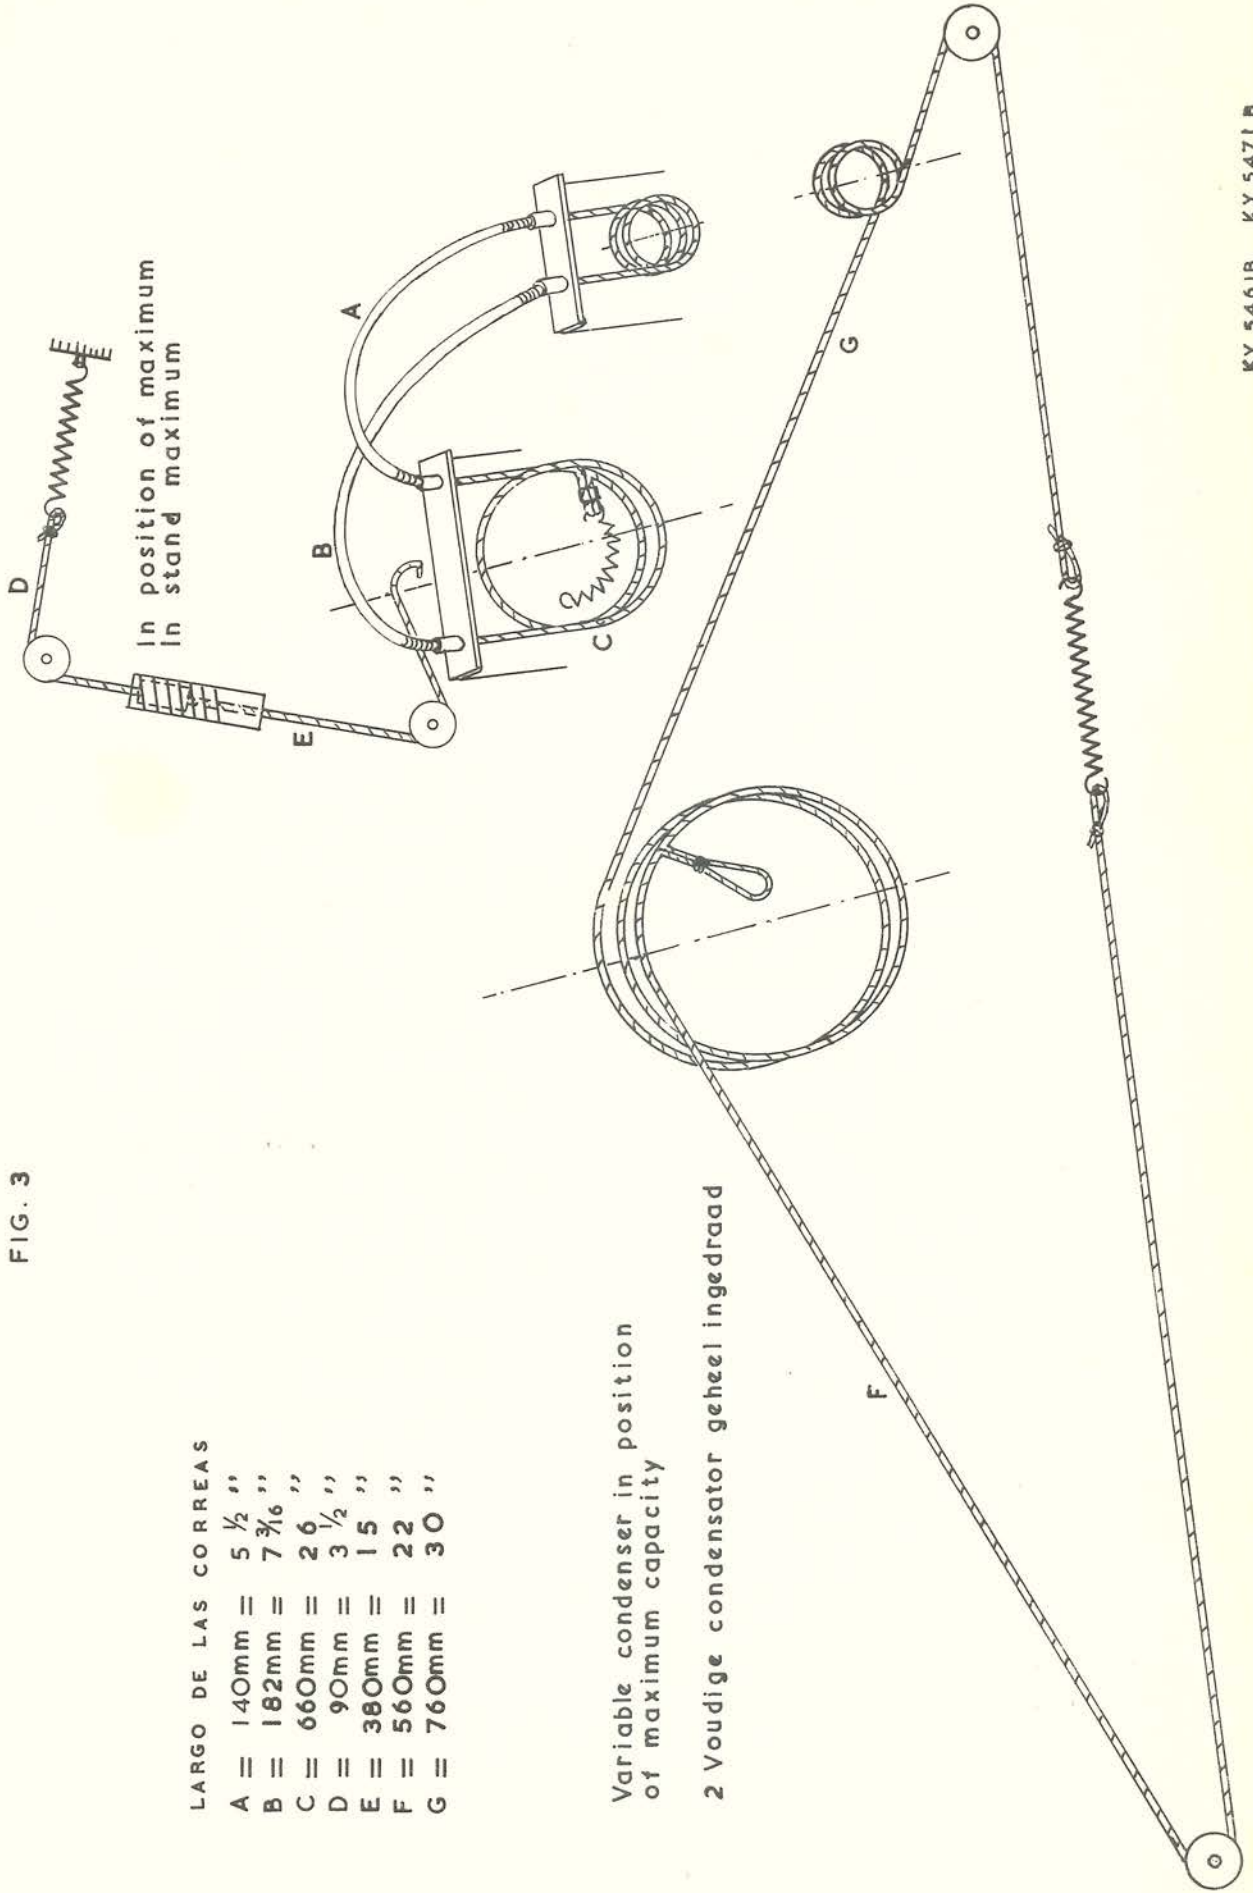 FIG. 3
LARGO DE LAS CORREAS
A = 140mm = 5 ½ ,,
B = 182mm = 7 3/16 ,,
C = 660mm = 26 ,,
D = 90mm = 3 ½ ,,
E = 380mm = 15 ,,
F = 560mm = 22 ,,
G = 760mm = 30 ,,
Variable condenser in position
of maximum capacity
2 Voudige condensator geheel ingedraad
In position of maximum
In stand maximum
D
E
B
A
C
G
F